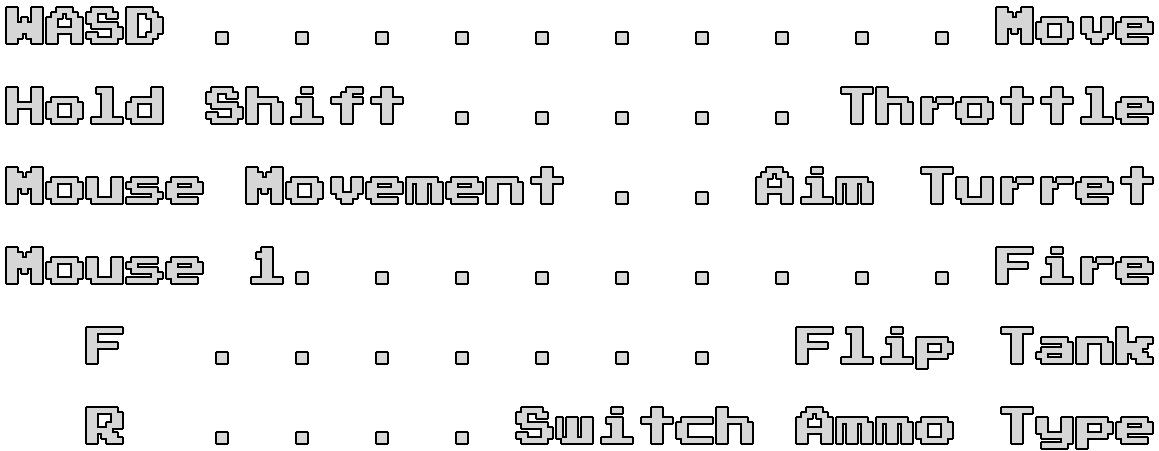 WASD . . . . . . . . . . Move
Hold Shift . . . . . Throttle
Mouse Movement . . Aim Turret
Mouse 1. . . . . . . . . Fire
F . . . . . . . Flip Tank
R . . . . Switch Ammo Type